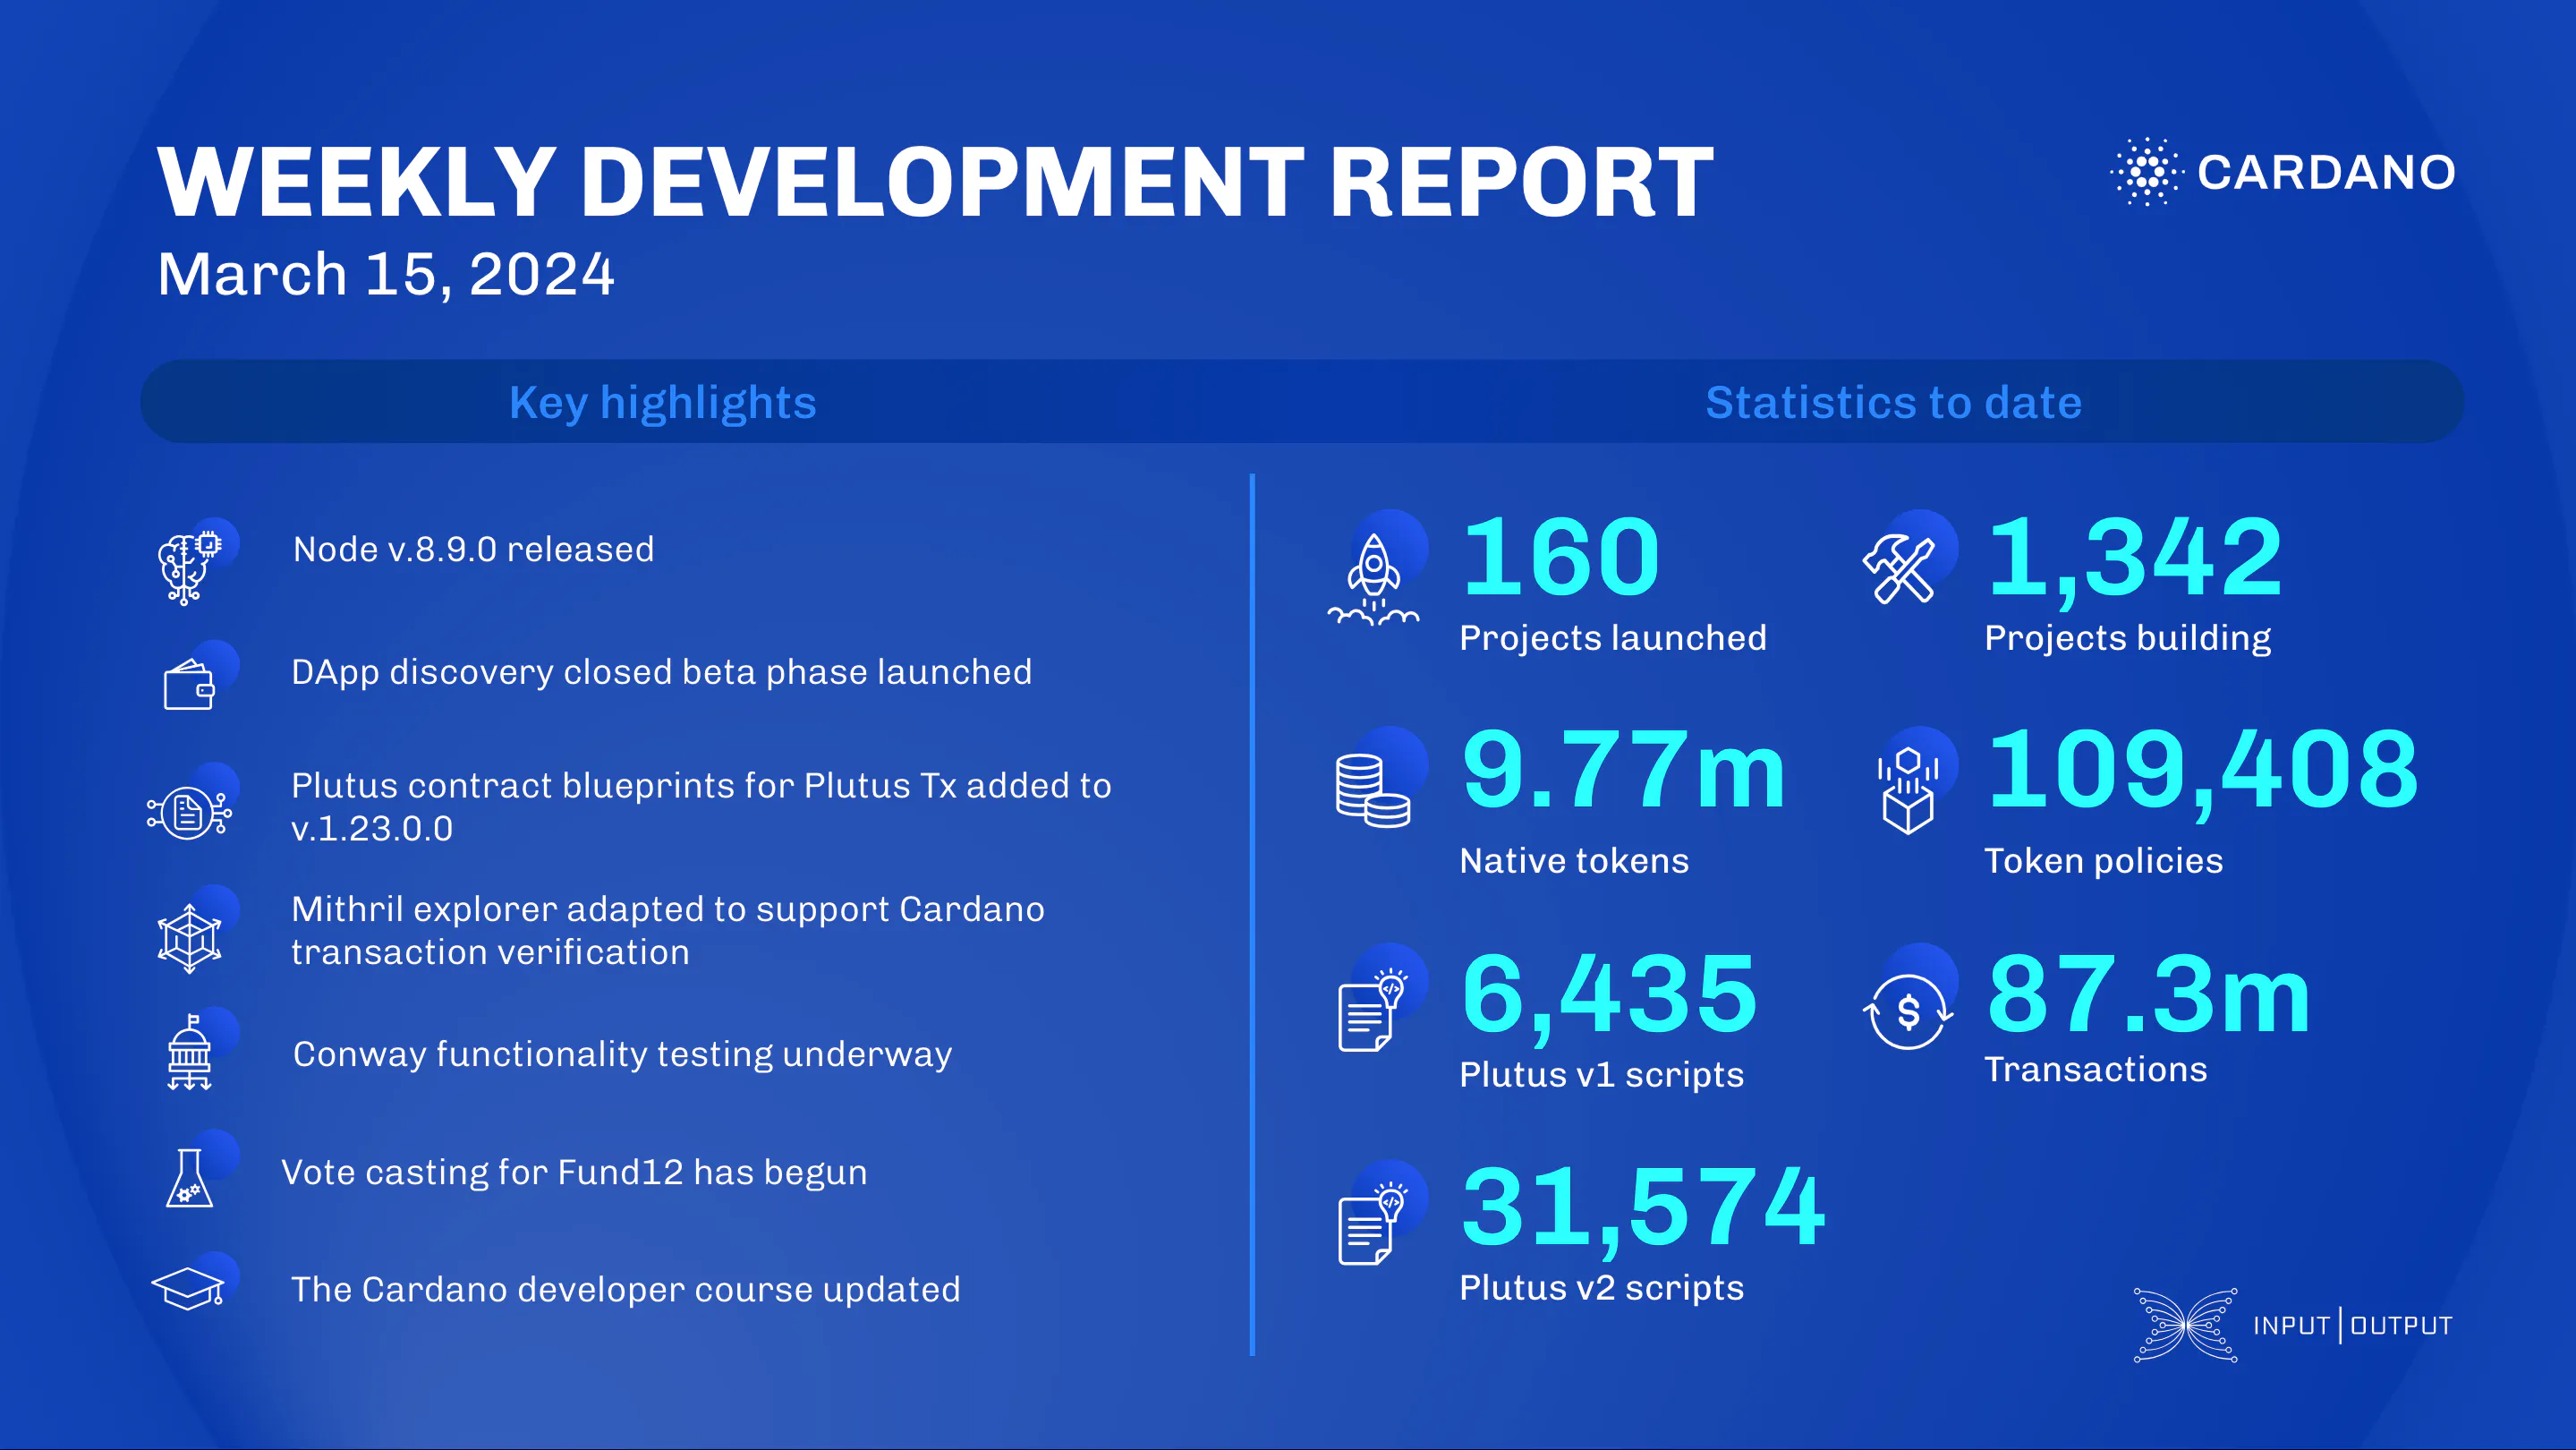 WEEKLY DEVELOPMENT REPORT
CARDANO
March 15, 2024
Key highlights
Statistics to date
Node v.8.9.0 released
DApp discovery closed beta phase launched
Plutus contract blueprints for Plutus Tx added to
v.1.23.0.0
Mithril explorer adapted to support Cardano
transaction verification
Conway functionality testing underway
Vote casting for Fund12 has begun
The Cardano developer course updated
160
Projects launched
1,342
Projects building
9.77m
Native tokens
109,408
Token policies
6,435
Plutus v1 scripts
87.3m
Transactions
31,574
Plutus v2 scripts
INPUT|OUTPUT